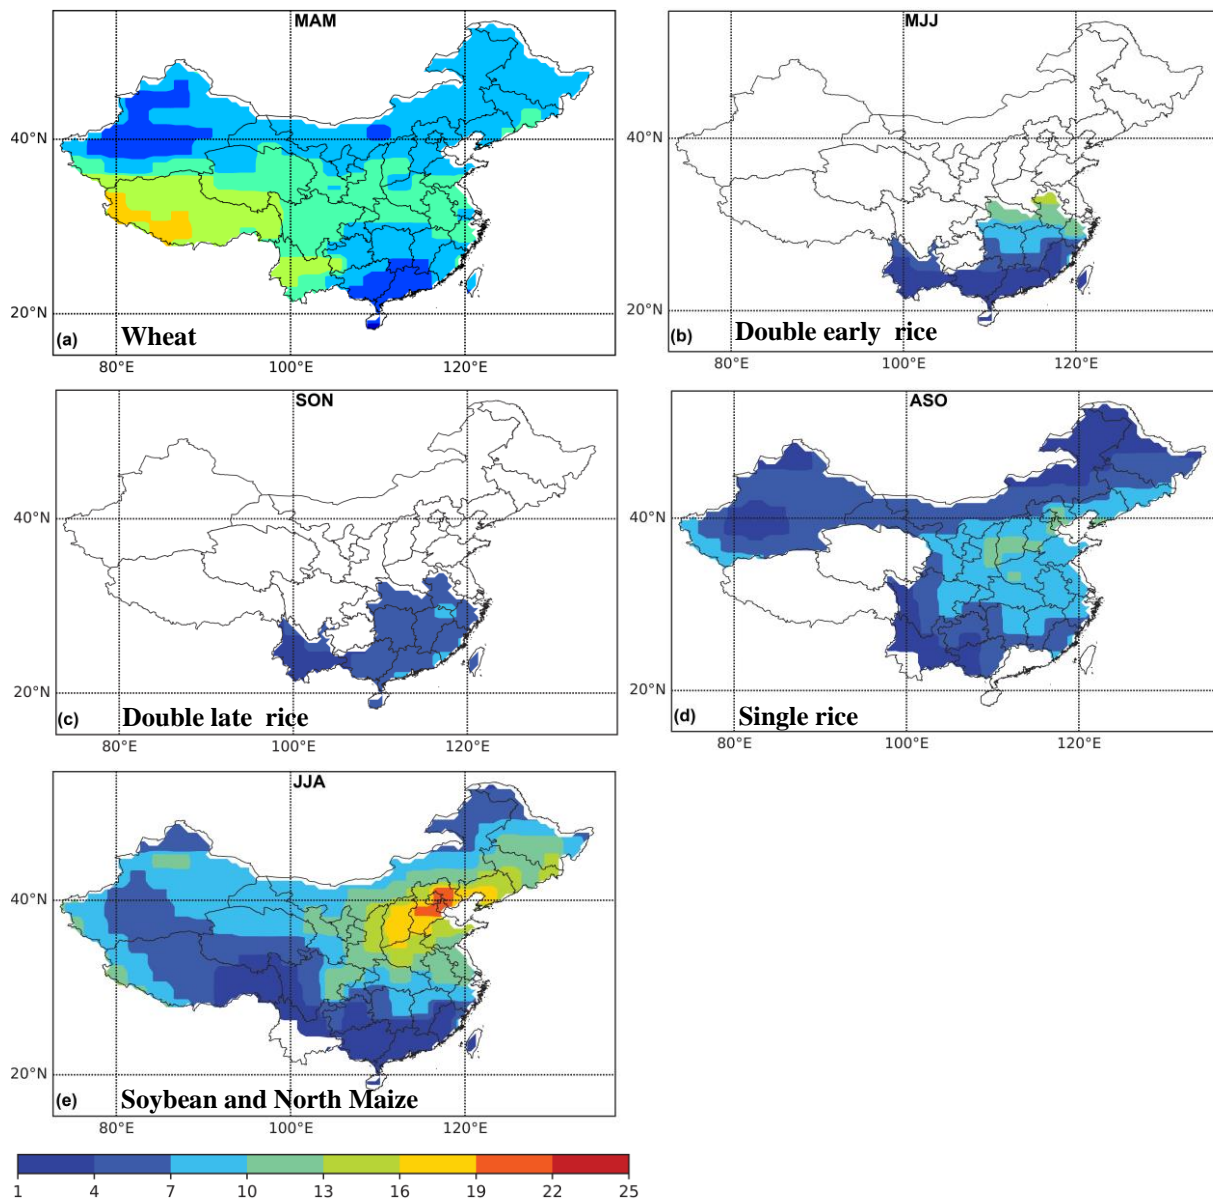 MAM
40°N
20°N
(a) Wheat
80°E 100°E 120°E
MJJ
40°N
20°N
(b) Double early rice
80°E 100°E 120°E
SON
40°N
20°N
(c) Double late rice
80°E 100°E 120°E
ASO
40°N
20°N
(d) Single rice
80°E 100°E 120°E
JJA
40°N
20°N
(e) Soybean and North Maize
80°E 100°E 120°E
1 4 7 10 13 16 19 22 25